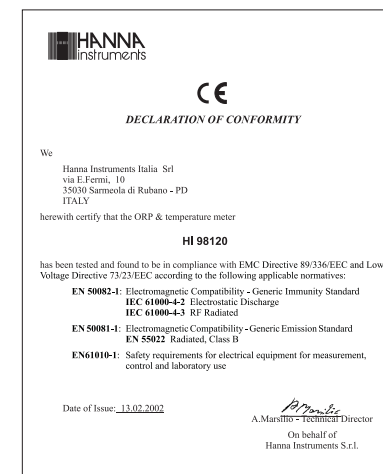 HANNA
instruments
CE
DECLARATION OF CONFORMITY
We
Hanna Instruments Italia Srl
via E.Fermi, 10
35030 Sarmeola di Rubano - PD
ITALY
herewith certify that the ORP & temperature meter
HI 98120
has been tested and found to be in compliance with EMC Directive 89/336/EEC and Low
Voltage Directive 73/23/EEC according to the following applicable normatives:
EN 50082-1: Electromagnetic Compatibility - Generic Immunity Standard
IEC 61000-4-2 Electrostatic Discharge
IEC 61000-4-3 RF Radiated
EN 50081-1: Electromagnetic Compatibility - Generic Emission Standard
EN 55022 Radiated, Class B
EN61010-1: Safety requirements for electrical equipment for measurement,
control and laboratory use
Date of Issue: 13.02.2002
A.Marsilio
A.Marsilio - Technical Director
On behalf of
Hanna Instruments S.r.l.